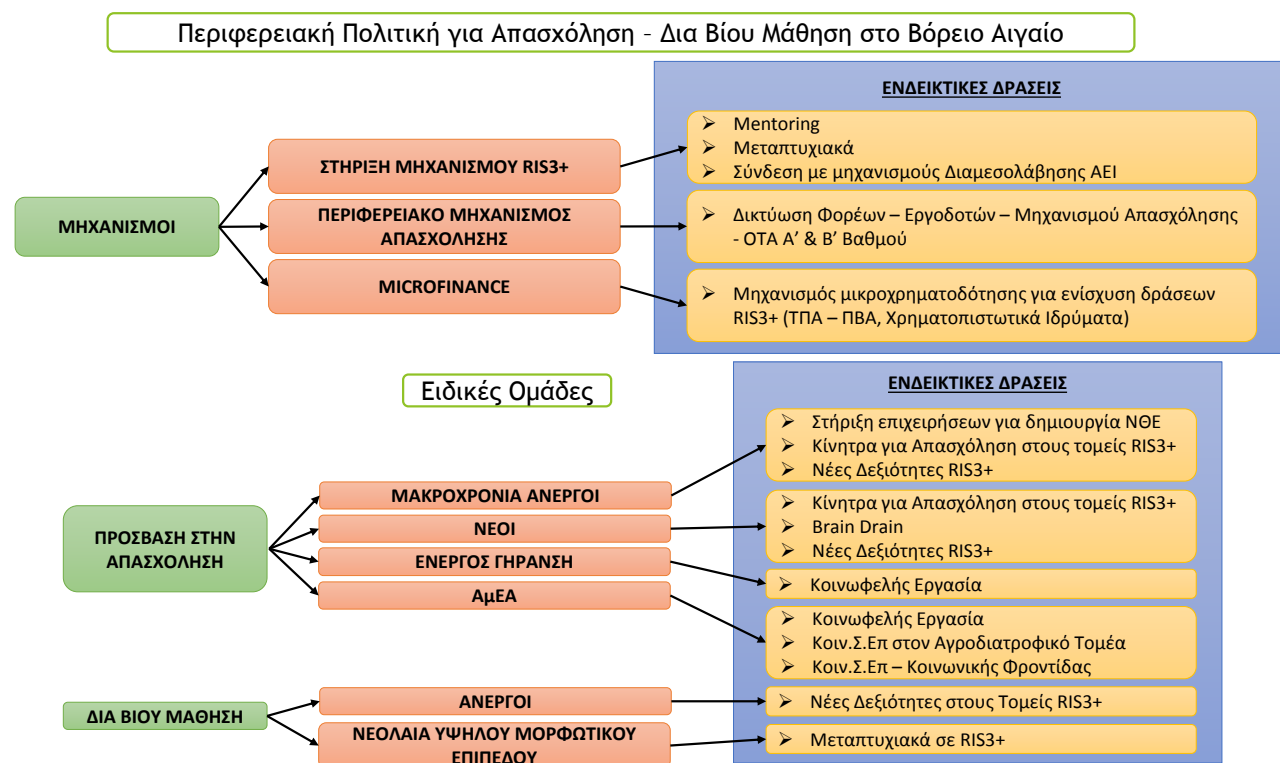 Περιφερειακή Πολιτική για Απασχόληση – Δια Βίου Μάθηση στο Βόρειο Αιγαίο
ΜΗΧΑΝΙΣΜΟΙ
ΣΤΗΡΙΞΗ ΜΗΧΑΝΙΣΜΟΥ RIS3+
ΠΕΡΙΦΕΡΕΙΑΚΟ ΜΗΧΑΝΙΣΜΟΣ
ΑΠΑΣΧΟΛΗΣΗΣ
MICROFINANCE
ΕΝΔΕΙΚΤΙΚΕΣ ΔΡΑΣΕΙΣ
➢ Mentoring
➢ Μεταπτυχιακά
➢ Σύνδεση με μηχανισμούς Διαμεσολάβησης ΑΕΙ
➢ Δικτύωση Φορέων – Εργοδοτών – Μηχανισμού Απασχόλησης
- ΟΤΑ Α’ & Β’ Βαθμού
➢ Μηχανισμός μικροχρηματοδότησης για ενίσχυση δράσεων
RIS3+ (ΤΠΑ – ΠΒΑ, Χρηματοπιστωτικά Ιδρύματα)
Ειδικές Ομάδες
ΠΡΟΣΒΑΣΗ ΣΤΗΝ
ΑΠΑΣΧΟΛΗΣΗ
ΜΑΚΡΟΧΡΟΝΙΑ ΑΝΕΡΓΟΙ
ΝΕΟΙ
ΕΝΕΡΓΟΣ ΓΗΡΑΝΣΗ
ΑμΕΑ
ΔΙΑ ΒΙΟΥ ΜΑΘΗΣΗ
ΑΝΕΡΓΟΙ
ΝΕΟΛΑΙΑ ΥΨΗΛΟΥ ΜΟΡΦΩΤΙΚΟΥ
ΕΠΙΠΕΔΟΥ
ΕΝΔΕΙΚΤΙΚΕΣ ΔΡΑΣΕΙΣ
➢ Στήριξη επιχειρήσεων για δημιουργία ΝΘΕ
➢ Κίνητρα για Απασχόληση στους τομείς RIS3+
➢ Νέες Δεξιότητες RIS3+
➢ Κίνητρα για Απασχόληση στους τομείς RIS3+
➢ Brain Drain
➢ Νέες Δεξιότητες RIS3+
➢ Κοινωφελής Εργασία
➢ Κοινωφελής Εργασία
➢ Κοιν.Σ.Επ στον Αγροδιατροφικό Τομέα
➢ Κοιν.Σ.Επ – Κοινωνικής Φροντίδας
➢ Νέες Δεξιότητες στους Τομείς RIS3+
➢ Μεταπτυχιακά σε RIS3+